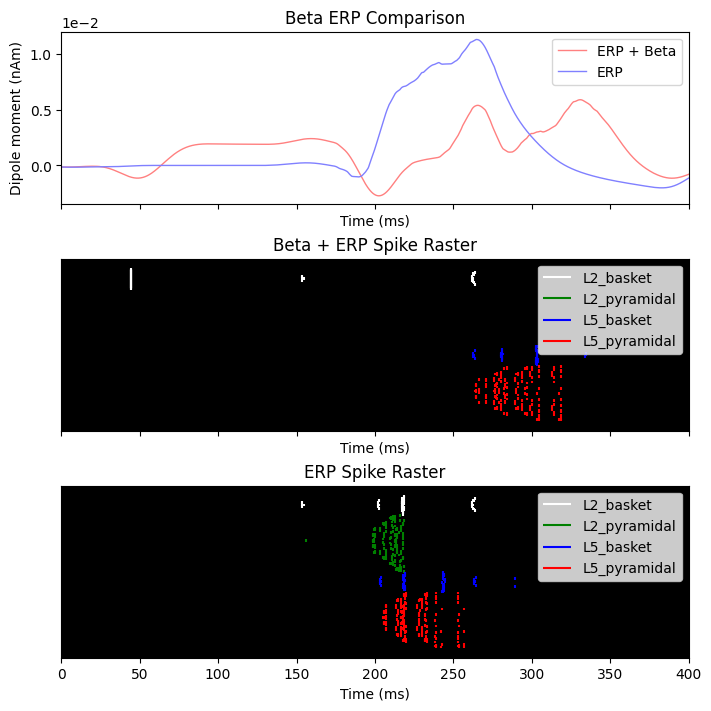 Beta ERP Comparison
1e−2
1.0
0.5
0.0
Dipole moment (nAm)
ERP + Beta
ERP
Time (ms)
Beta + ERP Spike Raster
L2_basket
L2_pyramidal
L5_basket
L5_pyramidal
Time (ms)
ERP Spike Raster
L2_basket
L2_pyramidal
L5_basket
L5_pyramidal
0 50 100 150 200 250 300 350 400
Time (ms)